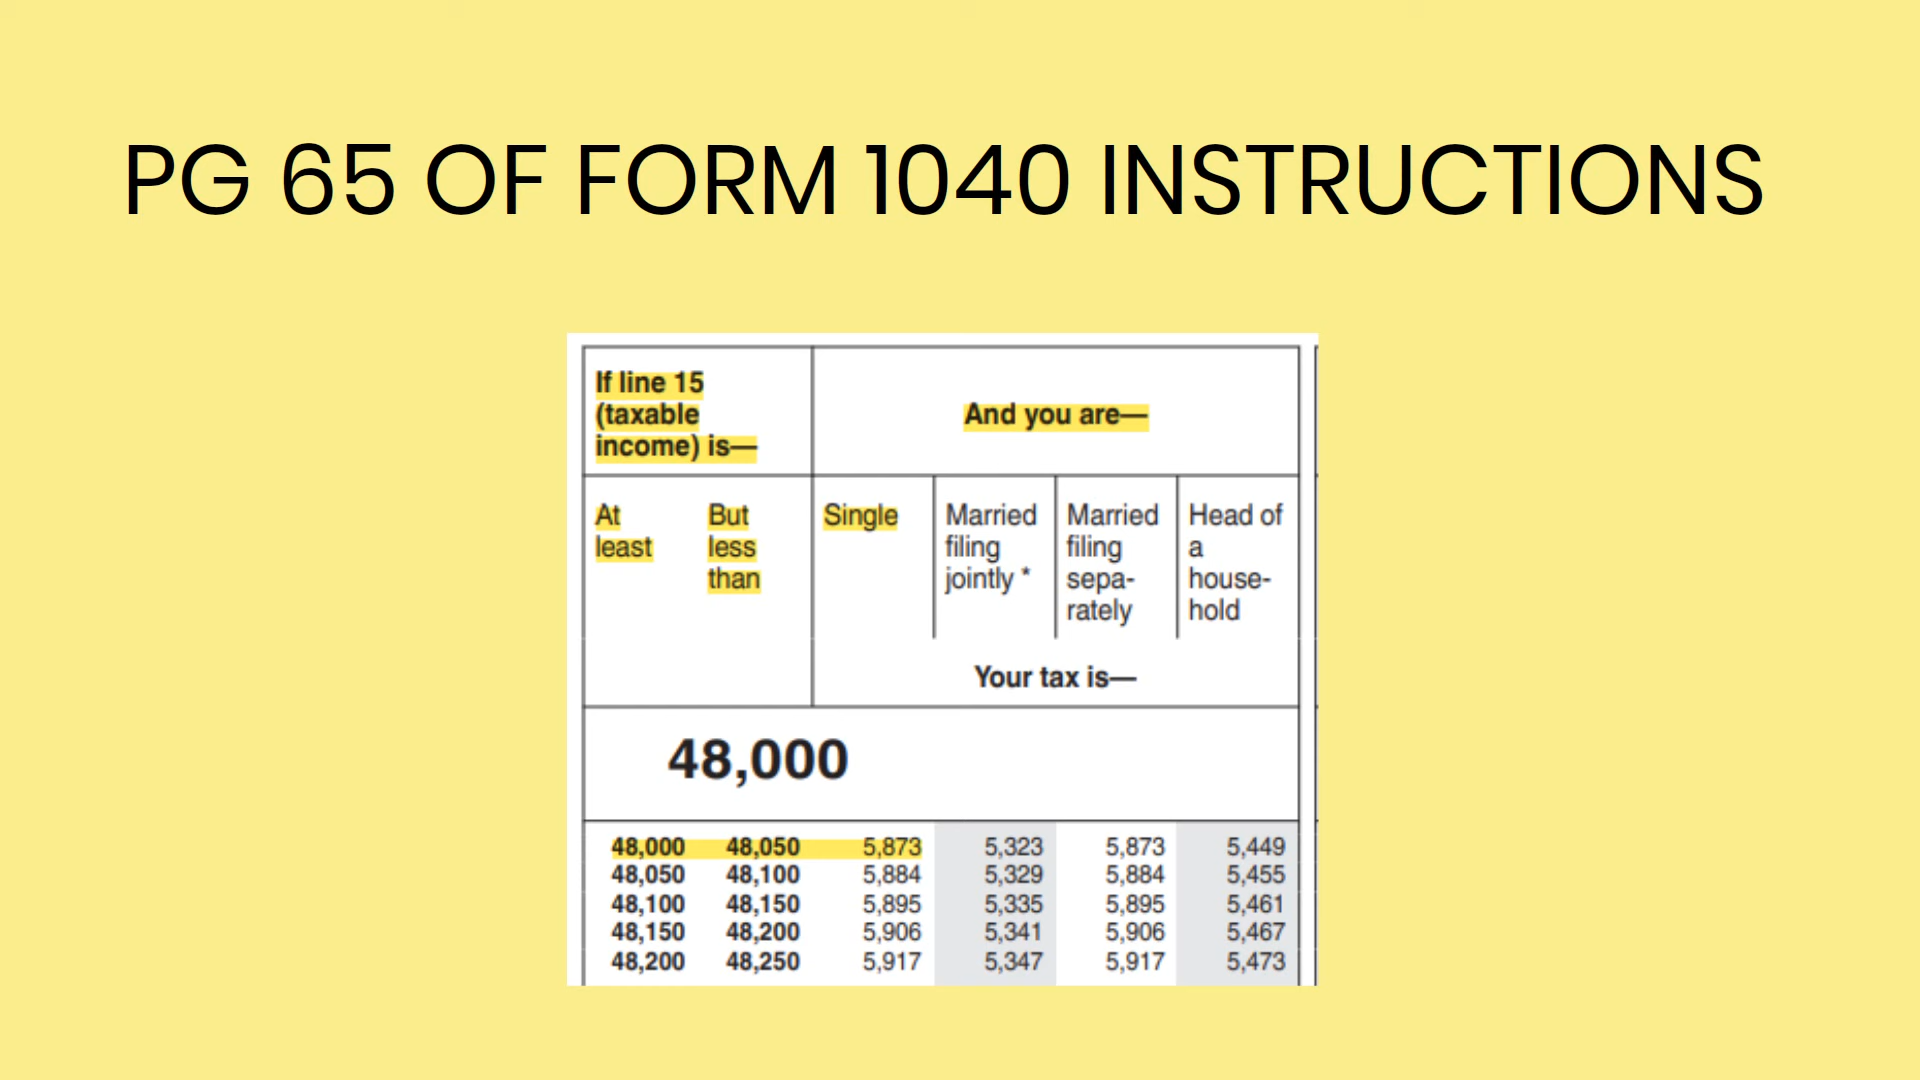 PG 65 OF FORM 1040 INSTRUCTIONS
If line 15
(taxable
income) is—
And you are—
At
least
But
less
than
Single
Married
filing
jointly *
Married
filing
sepa-
rately
Head of
a
house-
hold
Your tax is—
48,000
48,000 48,050 5,873 5,323 5,873 5,449
48,050 48,100 5,884 5,329 5,884 5,455
48,100 48,150 5,895 5,335 5,895 5,461
48,150 48,200 5,906 5,341 5,906 5,467
48,200 48,250 5,917 5,347 5,917 5,473